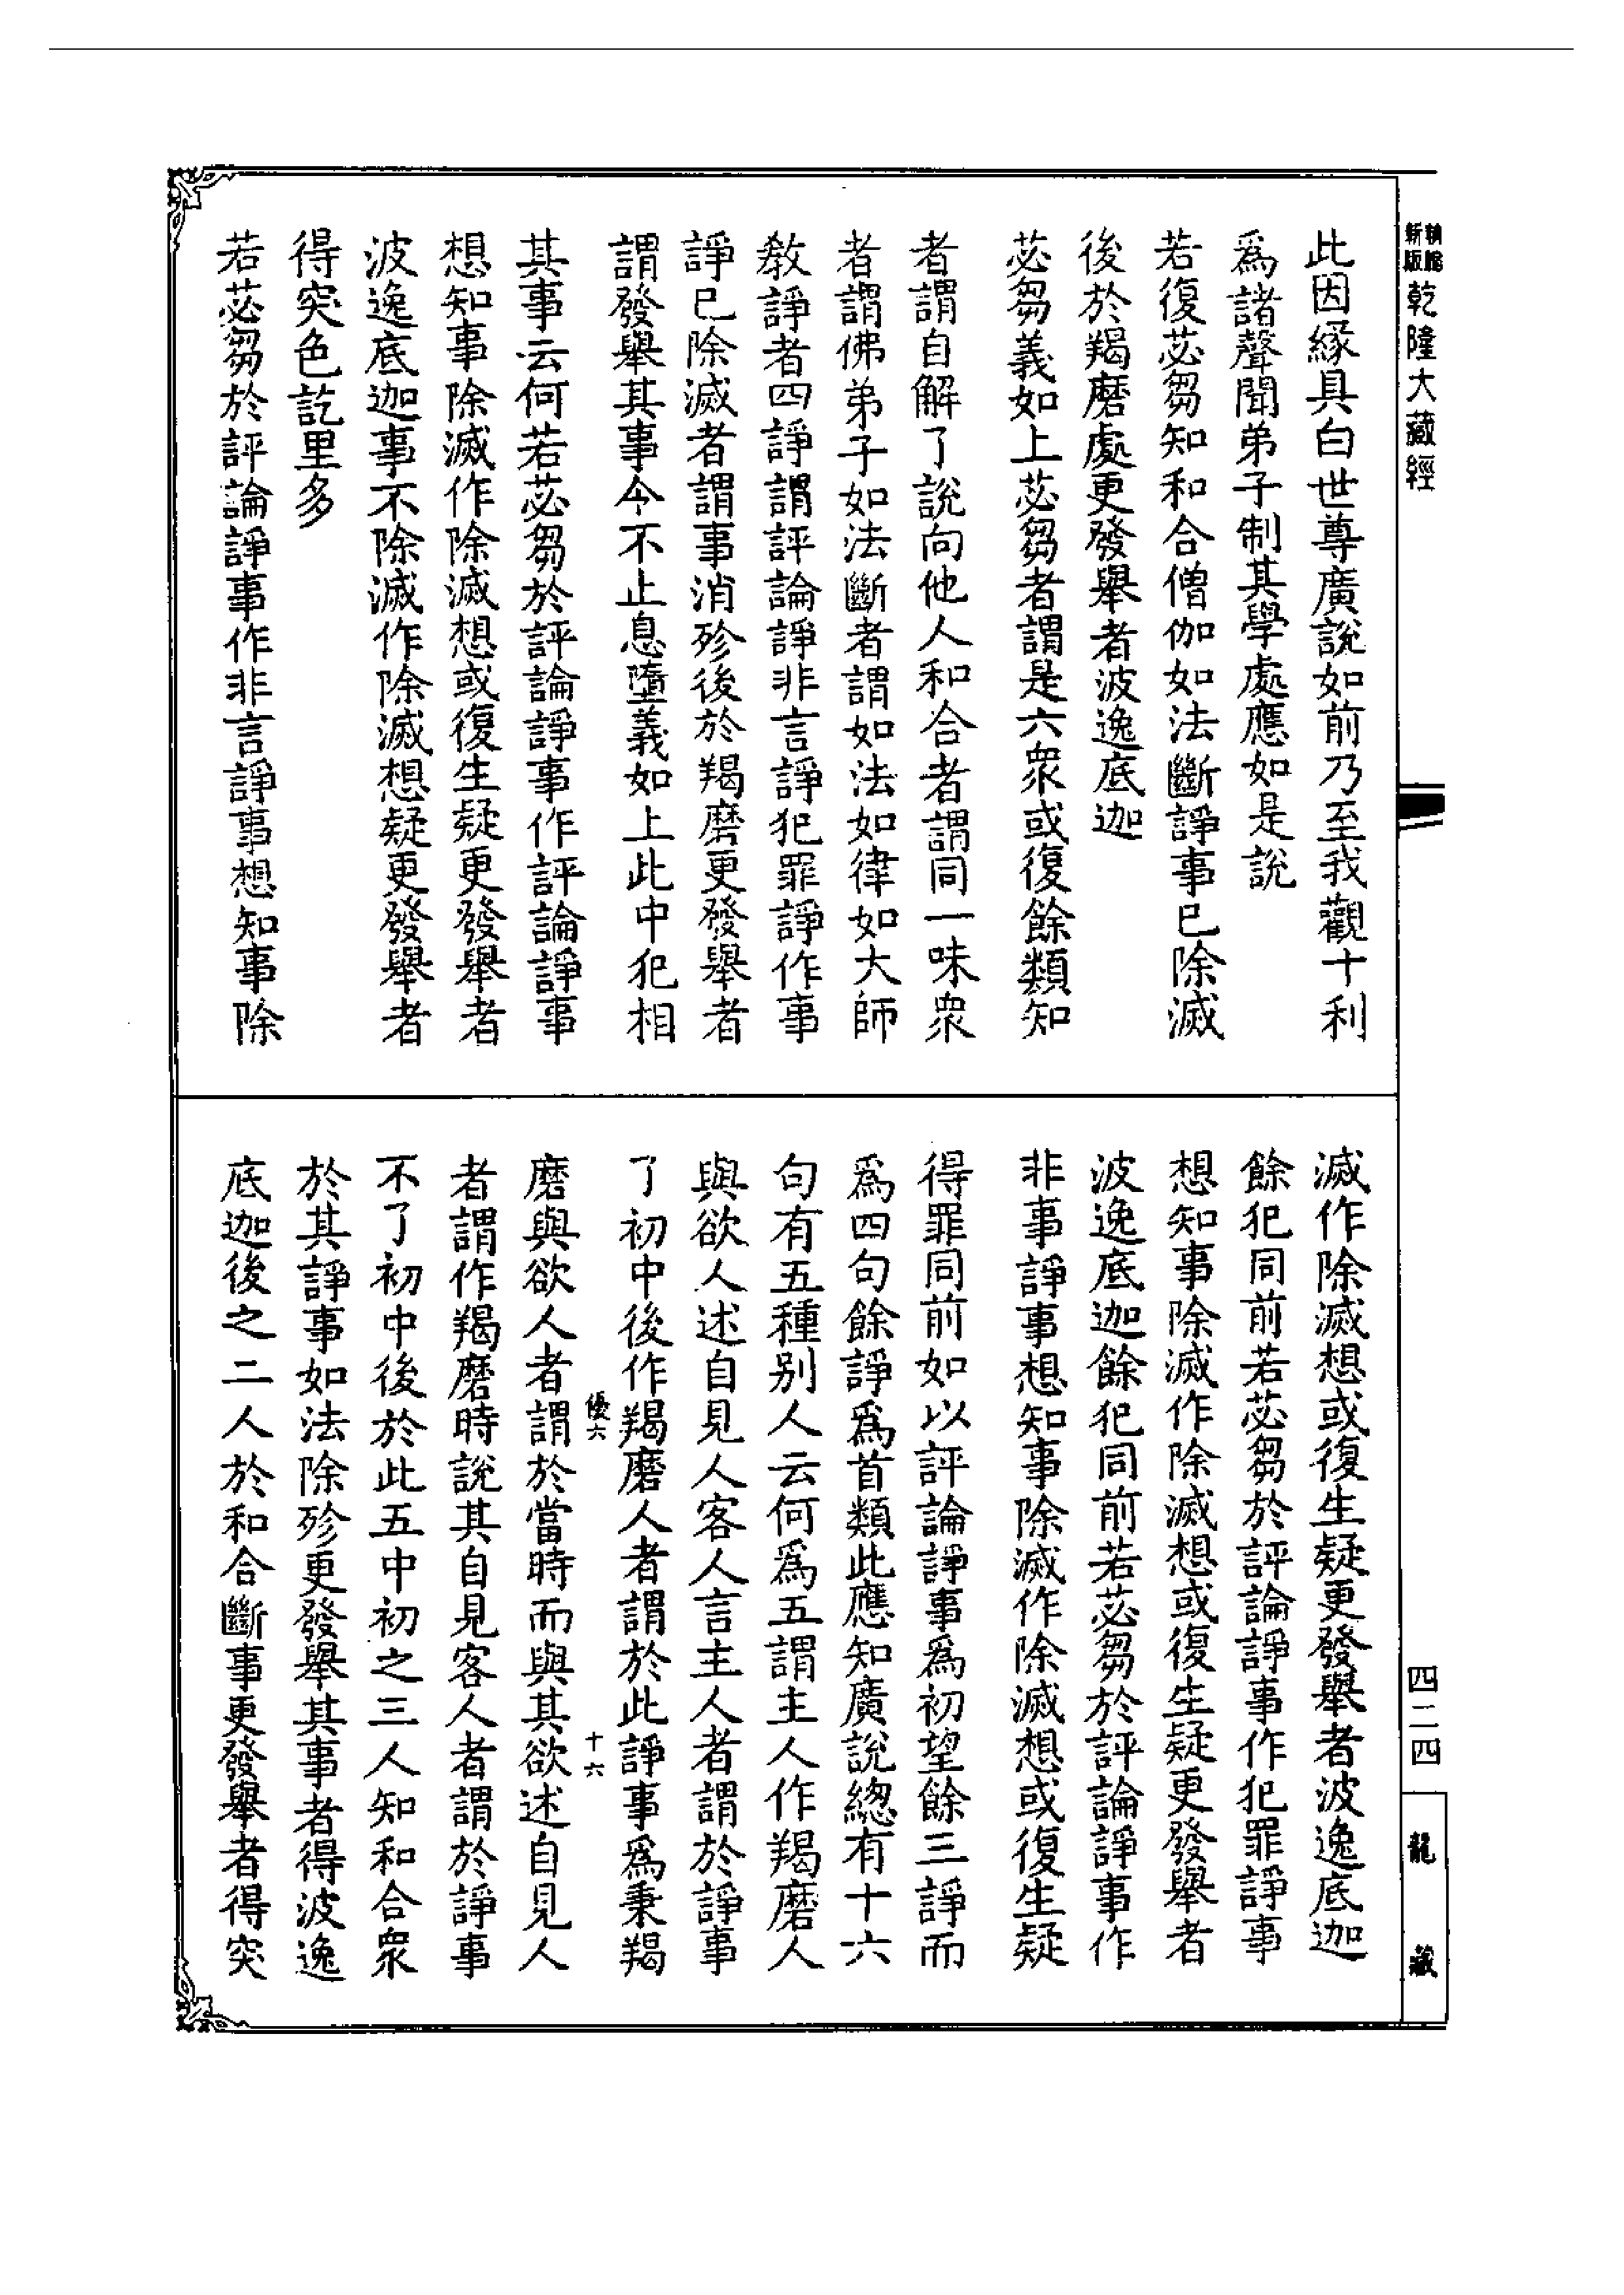 新版乾隆大藏經
此因緣具白世尊廣說如前乃至我觀十利
爲諸聲聞弟子制其學處應如是說
若復苾芻知和合僧伽如法斷諍事已除滅
後於羯磨處更發舉者波逸底迦
苾芻義如上苾芻者謂是六衆或復餘類知
者謂自解了說向他人和合者謂同一味衆
者謂佛弟子如法斷者謂如法如律如大師
教諍者四諍謂評論諍非言諍犯罪諍作事
諍已除滅者謂事消殄後於羯磨更發舉者
謂發舉其事令不止息墮義如上此中犯相
其事云何若苾芻於評論諍事作評論諍事
想知事除滅作除滅想或復生疑更發舉者
波逸底迦事不除滅作除滅想疑更發舉者
得突色訖里多
若苾芻於評論諍事作非言諍事想知事除
滅作除滅想或復生疑更發舉者波逸底迦
餘犯同前若苾芻於評論諍事作犯罪諍事
想知事除滅作除滅想或復生疑更發舉者
波逸底迦餘犯同前若苾芻於評論諍事作
非事諍事想知事除滅作除滅想或復生疑
得罪同前如以評論諍事爲初望餘三諍而
爲四句餘諍爲首類此應知廣說總有十六
句有五種别人云何爲五謂主人作羯磨人
與欲人述自見人客人言主人者謂於諍事
了初中後作羯磨人者謂於此諍事爲秉羯
優六
十六
磨與欲人者謂於當時而與其欲述自見人
者謂作羯磨時說其自見客人者謂於諍事
不了初中後於此五中初之三人知和合衆
於其諍事如法除殄更發舉其事者得波逸
底迦後之二人於和合斷事更發舉者得突
四二四
龍藏